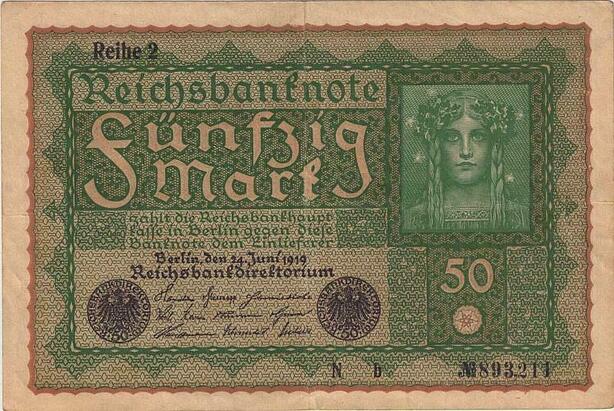 Reihe 2
Reichsbanknote
Fünfzig
Mark
zahlt die Reichsbankhaupt
kasse in Berlin gegen diese
Banknote dem Einlieferer
Berlin, den 24. Juni 1919
Reichsbankdirektorium
50
N b
№893211